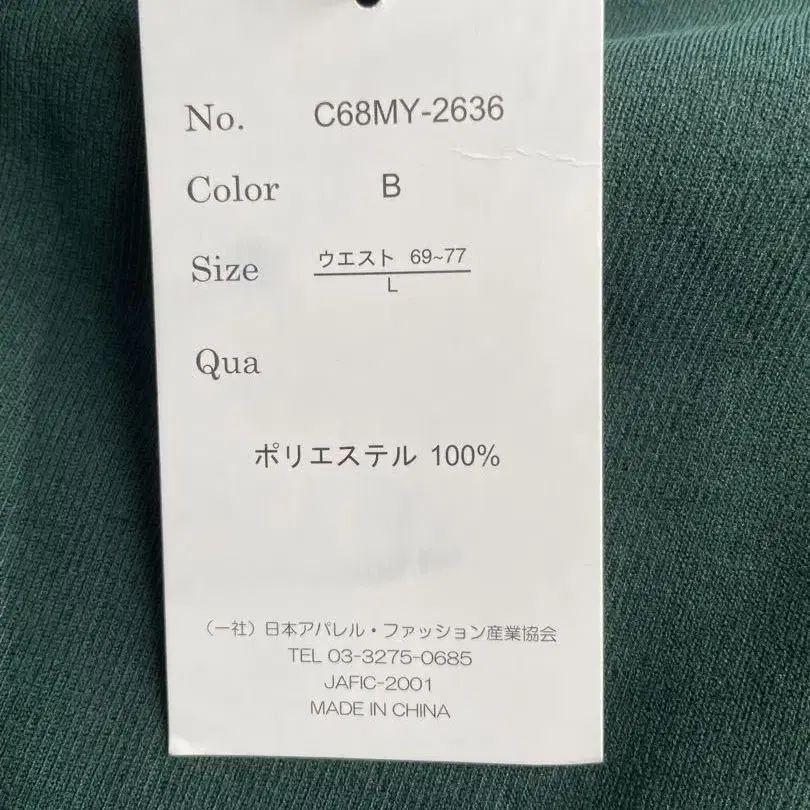 No. C68MY-2636
Color B
Size ウエスト 69~77
L
Qua
ポリエステル 100%
（一社）日本アパレル・ファッション産業協会
TEL 03-3275-0685
JAFIC-2001
MADE IN CHINA